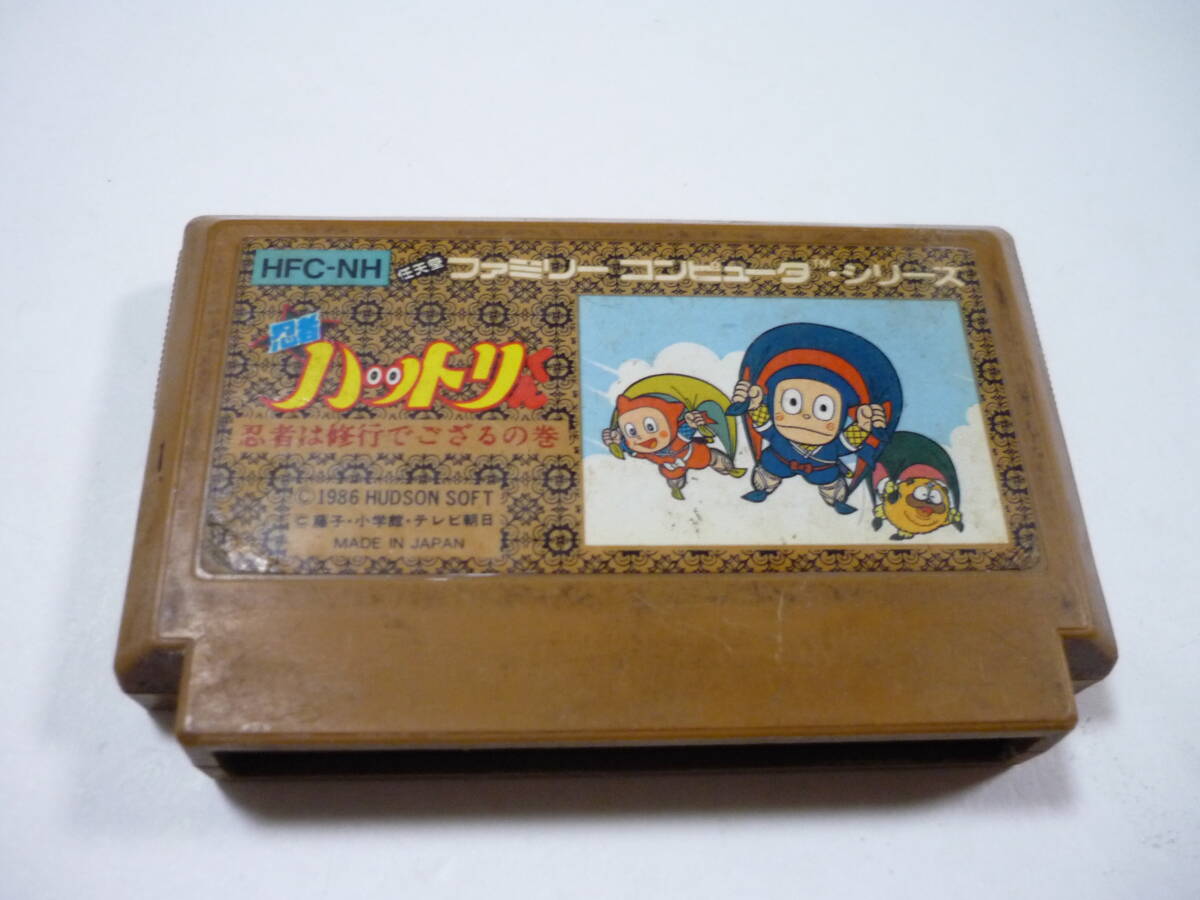 HFC-NH
任天堂 ファミリー コンピュータ™・シリーズ
忍者
ハットリくん
忍者は修行でござるの巻
©1986 HUDSON SOFT
©藤子・小学館・テレビ朝日
MADE IN JAPAN